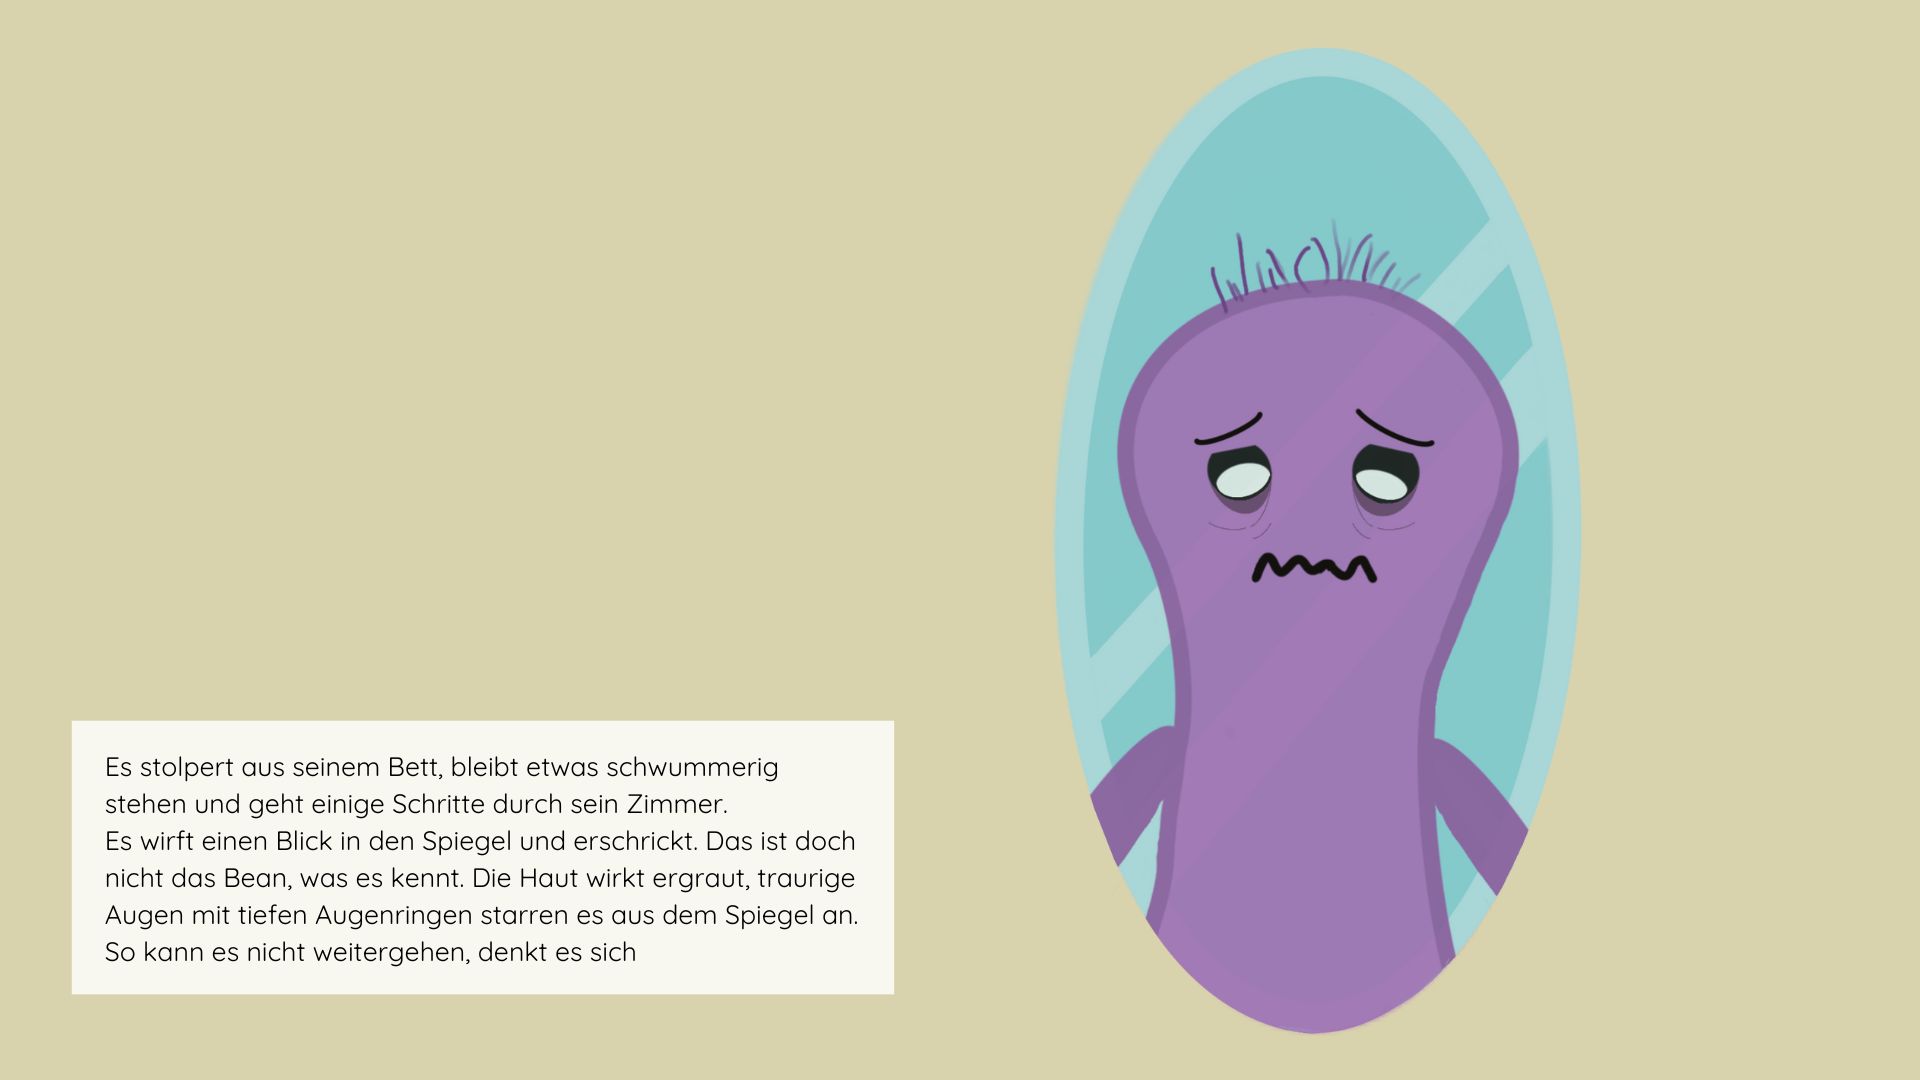 Es stolpert aus seinem Bett, bleibt etwas schwummerig
stehen und geht einige Schritte durch sein Zimmer.
Es wirft einen Blick in den Spiegel und erschrickt. Das ist doch
nicht das Bean, was es kennt. Die Haut wirkt ergraut, traurige
Augen mit tiefen Augenringen starren es aus dem Spiegel an.
So kann es nicht weitergehen, denkt es sich